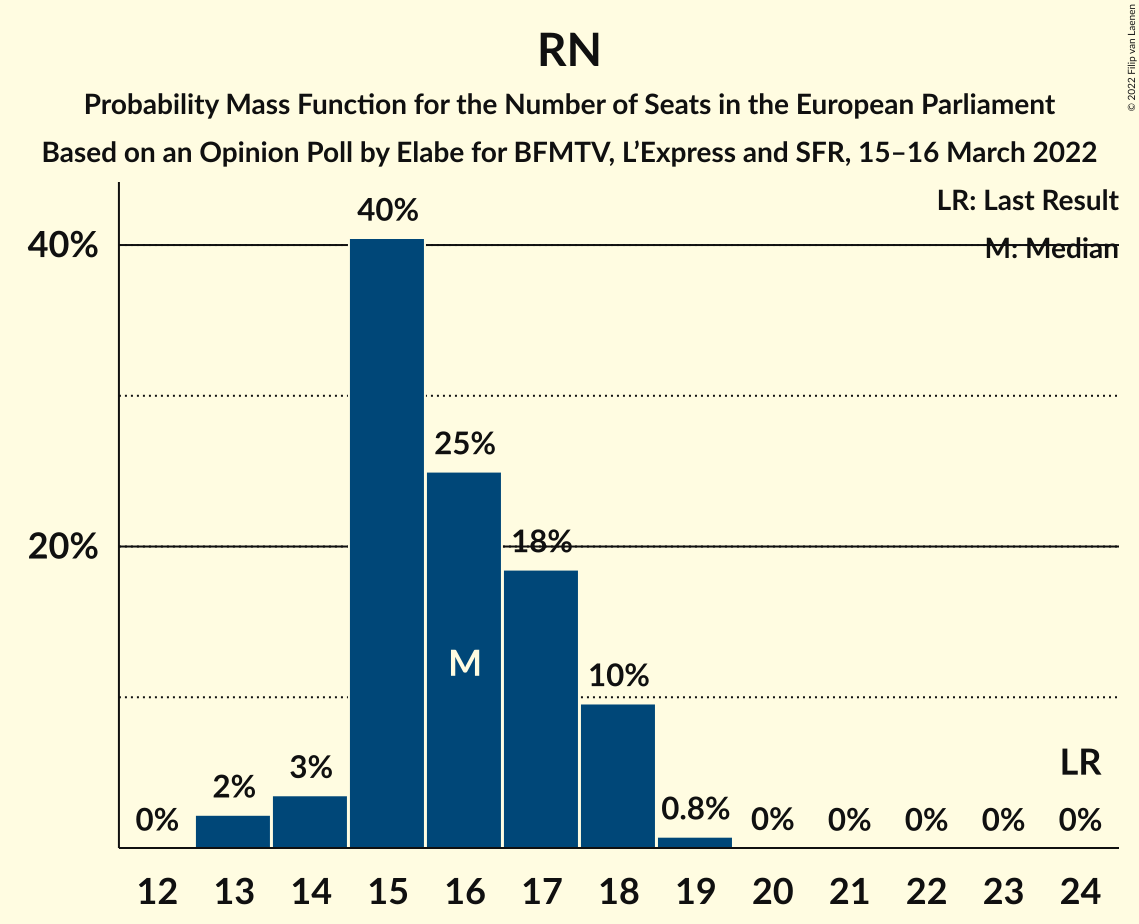 RN
Probability Mass Function for the Number of Seats in the European Parliament
Based on an Opinion Poll by Elabe for BFMTV, L’Express and SFR, 15–16 March 2022
© 2022 Filip van Laenen
LR: Last Result
M: Median
40%
20%
0%
2%
3%
40%
25%
18%
10%
0.8%
0%
0%
0%
0%
0%
M
LR
12 13 14 15 16 17 18 19 20 21 22 23 24